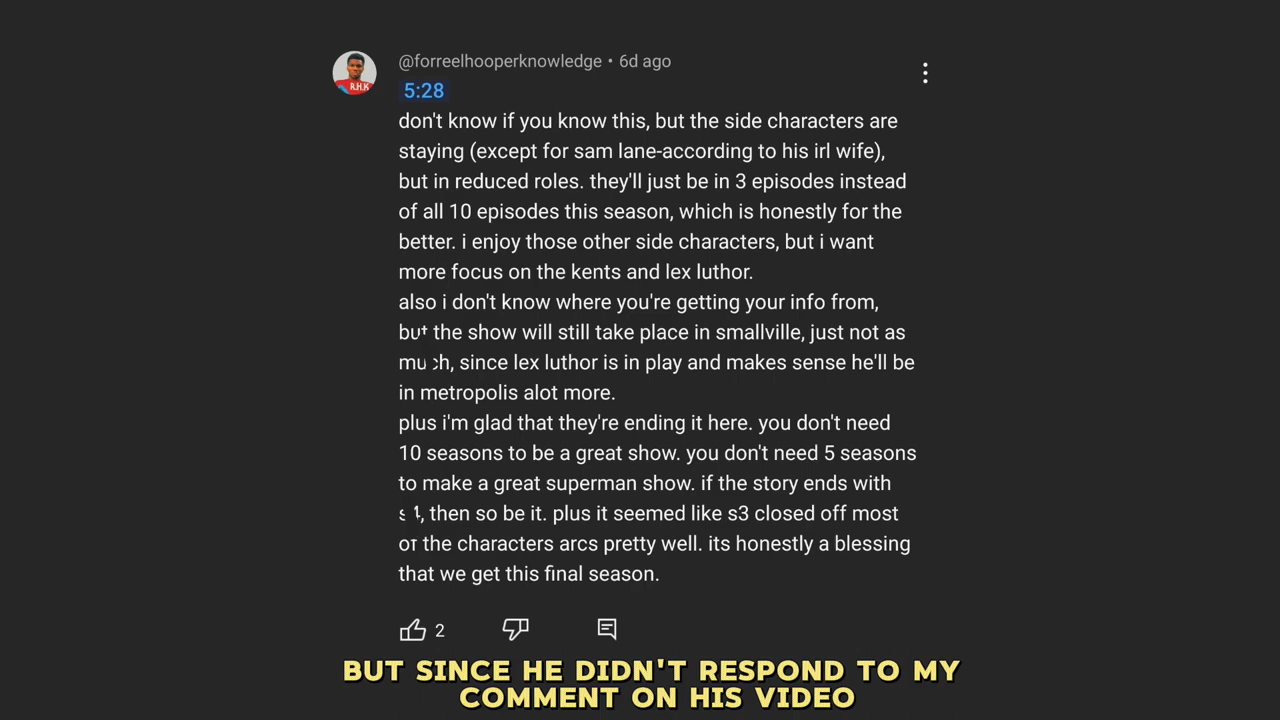 @forreelhooperknowledge • 6d ago
R.H.K
5:28
don't know if you know this, but the side characters are
staying (except for sam lane-according to his irl wife),
but in reduced roles. they'll just be in 3 episodes instead
of all 10 episodes this season, which is honestly for the
better. i enjoy those other side characters, but i want
more focus on the kents and lex luthor.
also i don't know where you're getting your info from,
but the show will still take place in smallville, just not as
much, since lex luthor is in play and makes sense he'll be
in metropolis alot more.
plus i'm glad that they're ending it here. you don't need
10 seasons to be a great show. you don't need 5 seasons
to make a great superman show. if the story ends with
s4, then so be it. plus it seemed like s3 closed off most
of the characters arcs pretty well. its honestly a blessing
that we get this final season.
2
BUT SINCE HE DIDN'T RESPOND TO MY
COMMENT ON HIS VIDEO